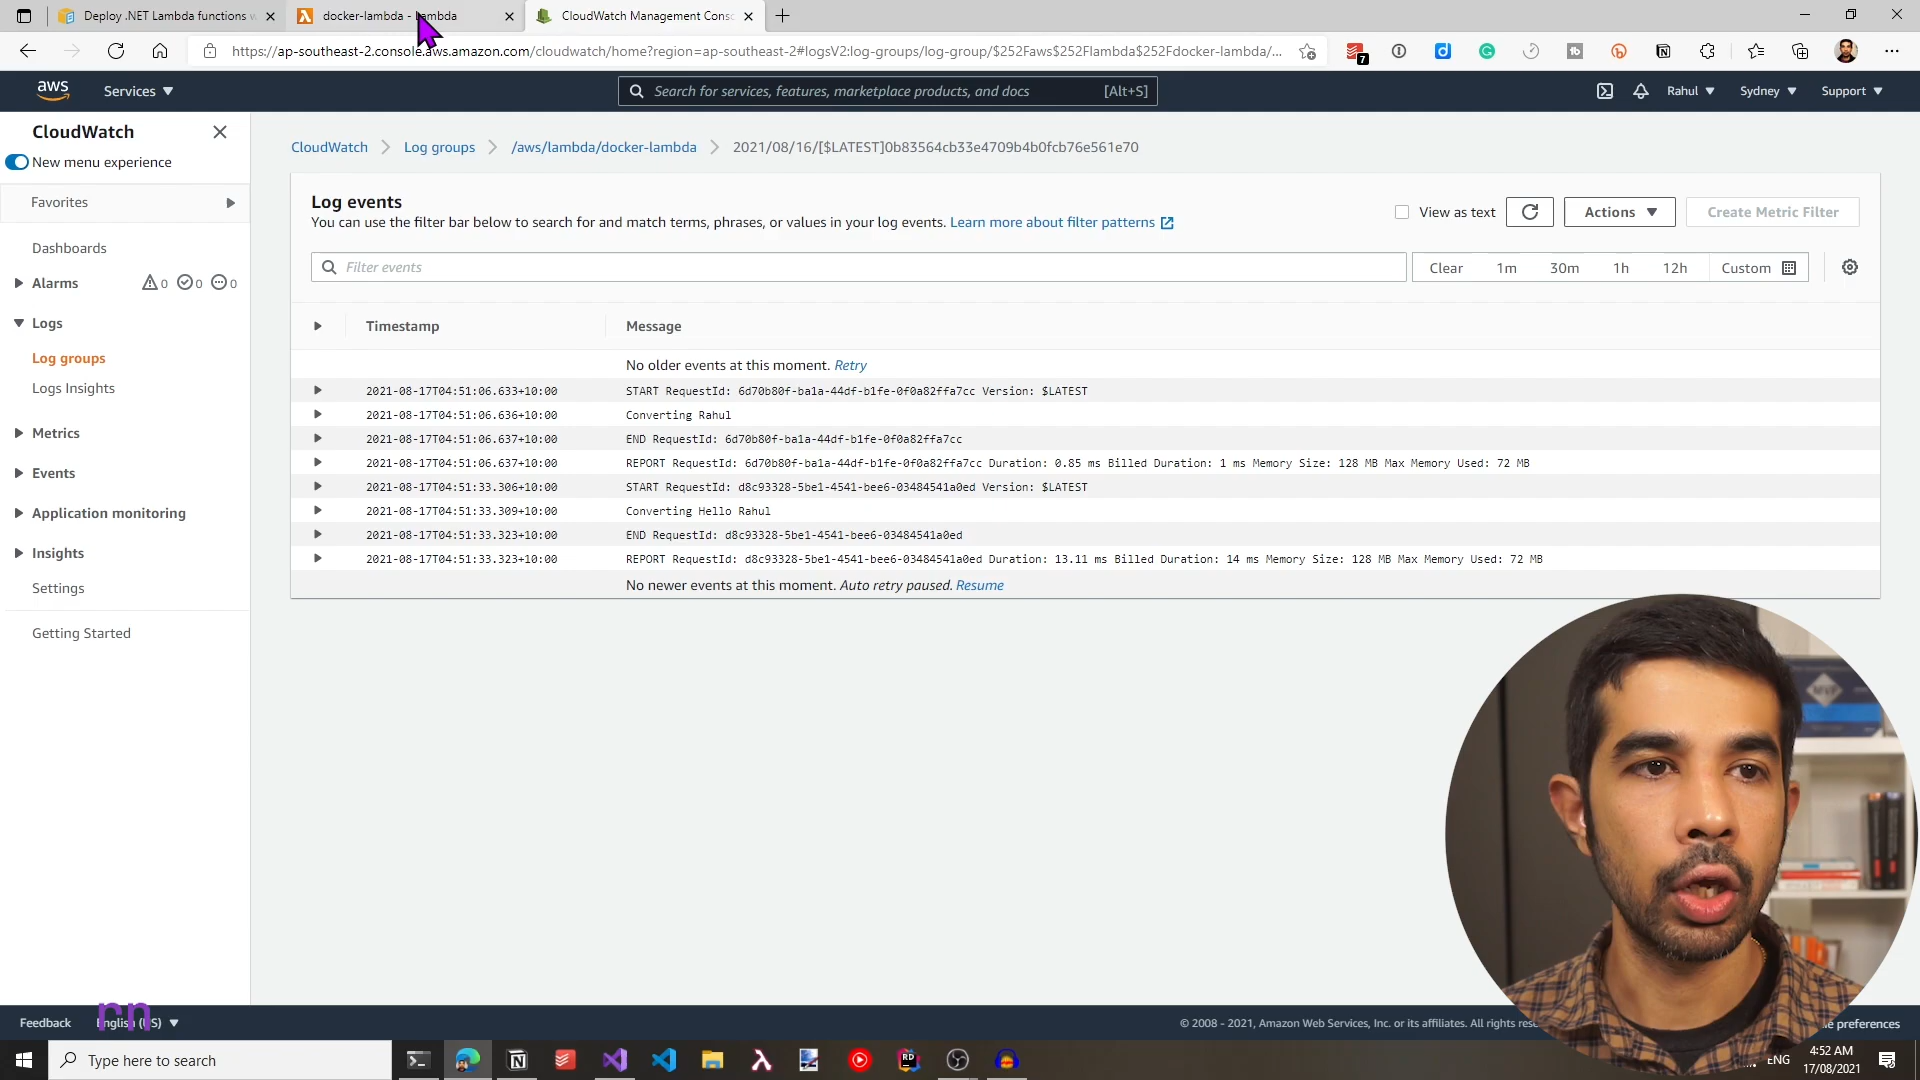 Deploy .NET Lambda functions w
docker-lambda - Lambda
CloudWatch Management Conso
https://ap-southeast-2.console.aws.amazon.com/cloudwatch/home?region=ap-southeast-2#logsV2:log-groups/log-group/$252Faws$252Flambda$252Fdocker-lambda/...
7
aws
Services
Search for services, features, marketplace products, and docs
[Alt+S]
Rahul
Sydney
Support
CloudWatch
New menu experience
Favorites
Dashboards
Alarms
0
0
0
Logs
Log groups
Logs Insights
Metrics
Events
Application monitoring
Insights
Settings
Getting Started
CloudWatch
Log groups
/aws/lambda/docker-lambda
2021/08/16/[$LATEST]0b83564cb33e4709b4b0fcb76e561e70
Log events
You can use the filter bar below to search for and match terms, phrases, or values in your log events. Learn more about filter patterns
View as text
Actions
Create Metric Filter
Filter events
Clear
1m
30m
1h
12h
Custom
Timestamp
Message
No older events at this moment. Retry
2021-08-17T04:51:06.633+10:00 START RequestId: 6d70b80f-ba1a-44df-b1fe-0f0a82ffa7cc Version: $LATEST
2021-08-17T04:51:06.636+10:00 Converting Rahul
2021-08-17T04:51:06.637+10:00 END RequestId: 6d70b80f-ba1a-44df-b1fe-0f0a82ffa7cc
2021-08-17T04:51:06.637+10:00 REPORT RequestId: 6d70b80f-ba1a-44df-b1fe-0f0a82ffa7cc Duration: 0.85 ms Billed Duration: 1 ms Memory Size: 128 MB Max Memory Used: 72 MB
2021-08-17T04:51:33.306+10:00 START RequestId: d8c93328-5be1-4541-bee6-03484541a0ed Version: $LATEST
2021-08-17T04:51:33.309+10:00 Converting Hello Rahul
2021-08-17T04:51:33.323+10:00 END RequestId: d8c93328-5be1-4541-bee6-03484541a0ed
2021-08-17T04:51:33.323+10:00 REPORT RequestId: d8c93328-5be1-4541-bee6-03484541a0ed Duration: 13.11 ms Billed Duration: 14 ms Memory Size: 128 MB Max Memory Used: 72 MB
No newer events at this moment. Auto retry paused. Resume
MVP
Feedback
English (US)
rn
© 2008 - 2021, Amazon Web Services, Inc. or its affiliates. All rights
preferences
Type here to search
RD
ENG
4:52 AM
17/08/2021